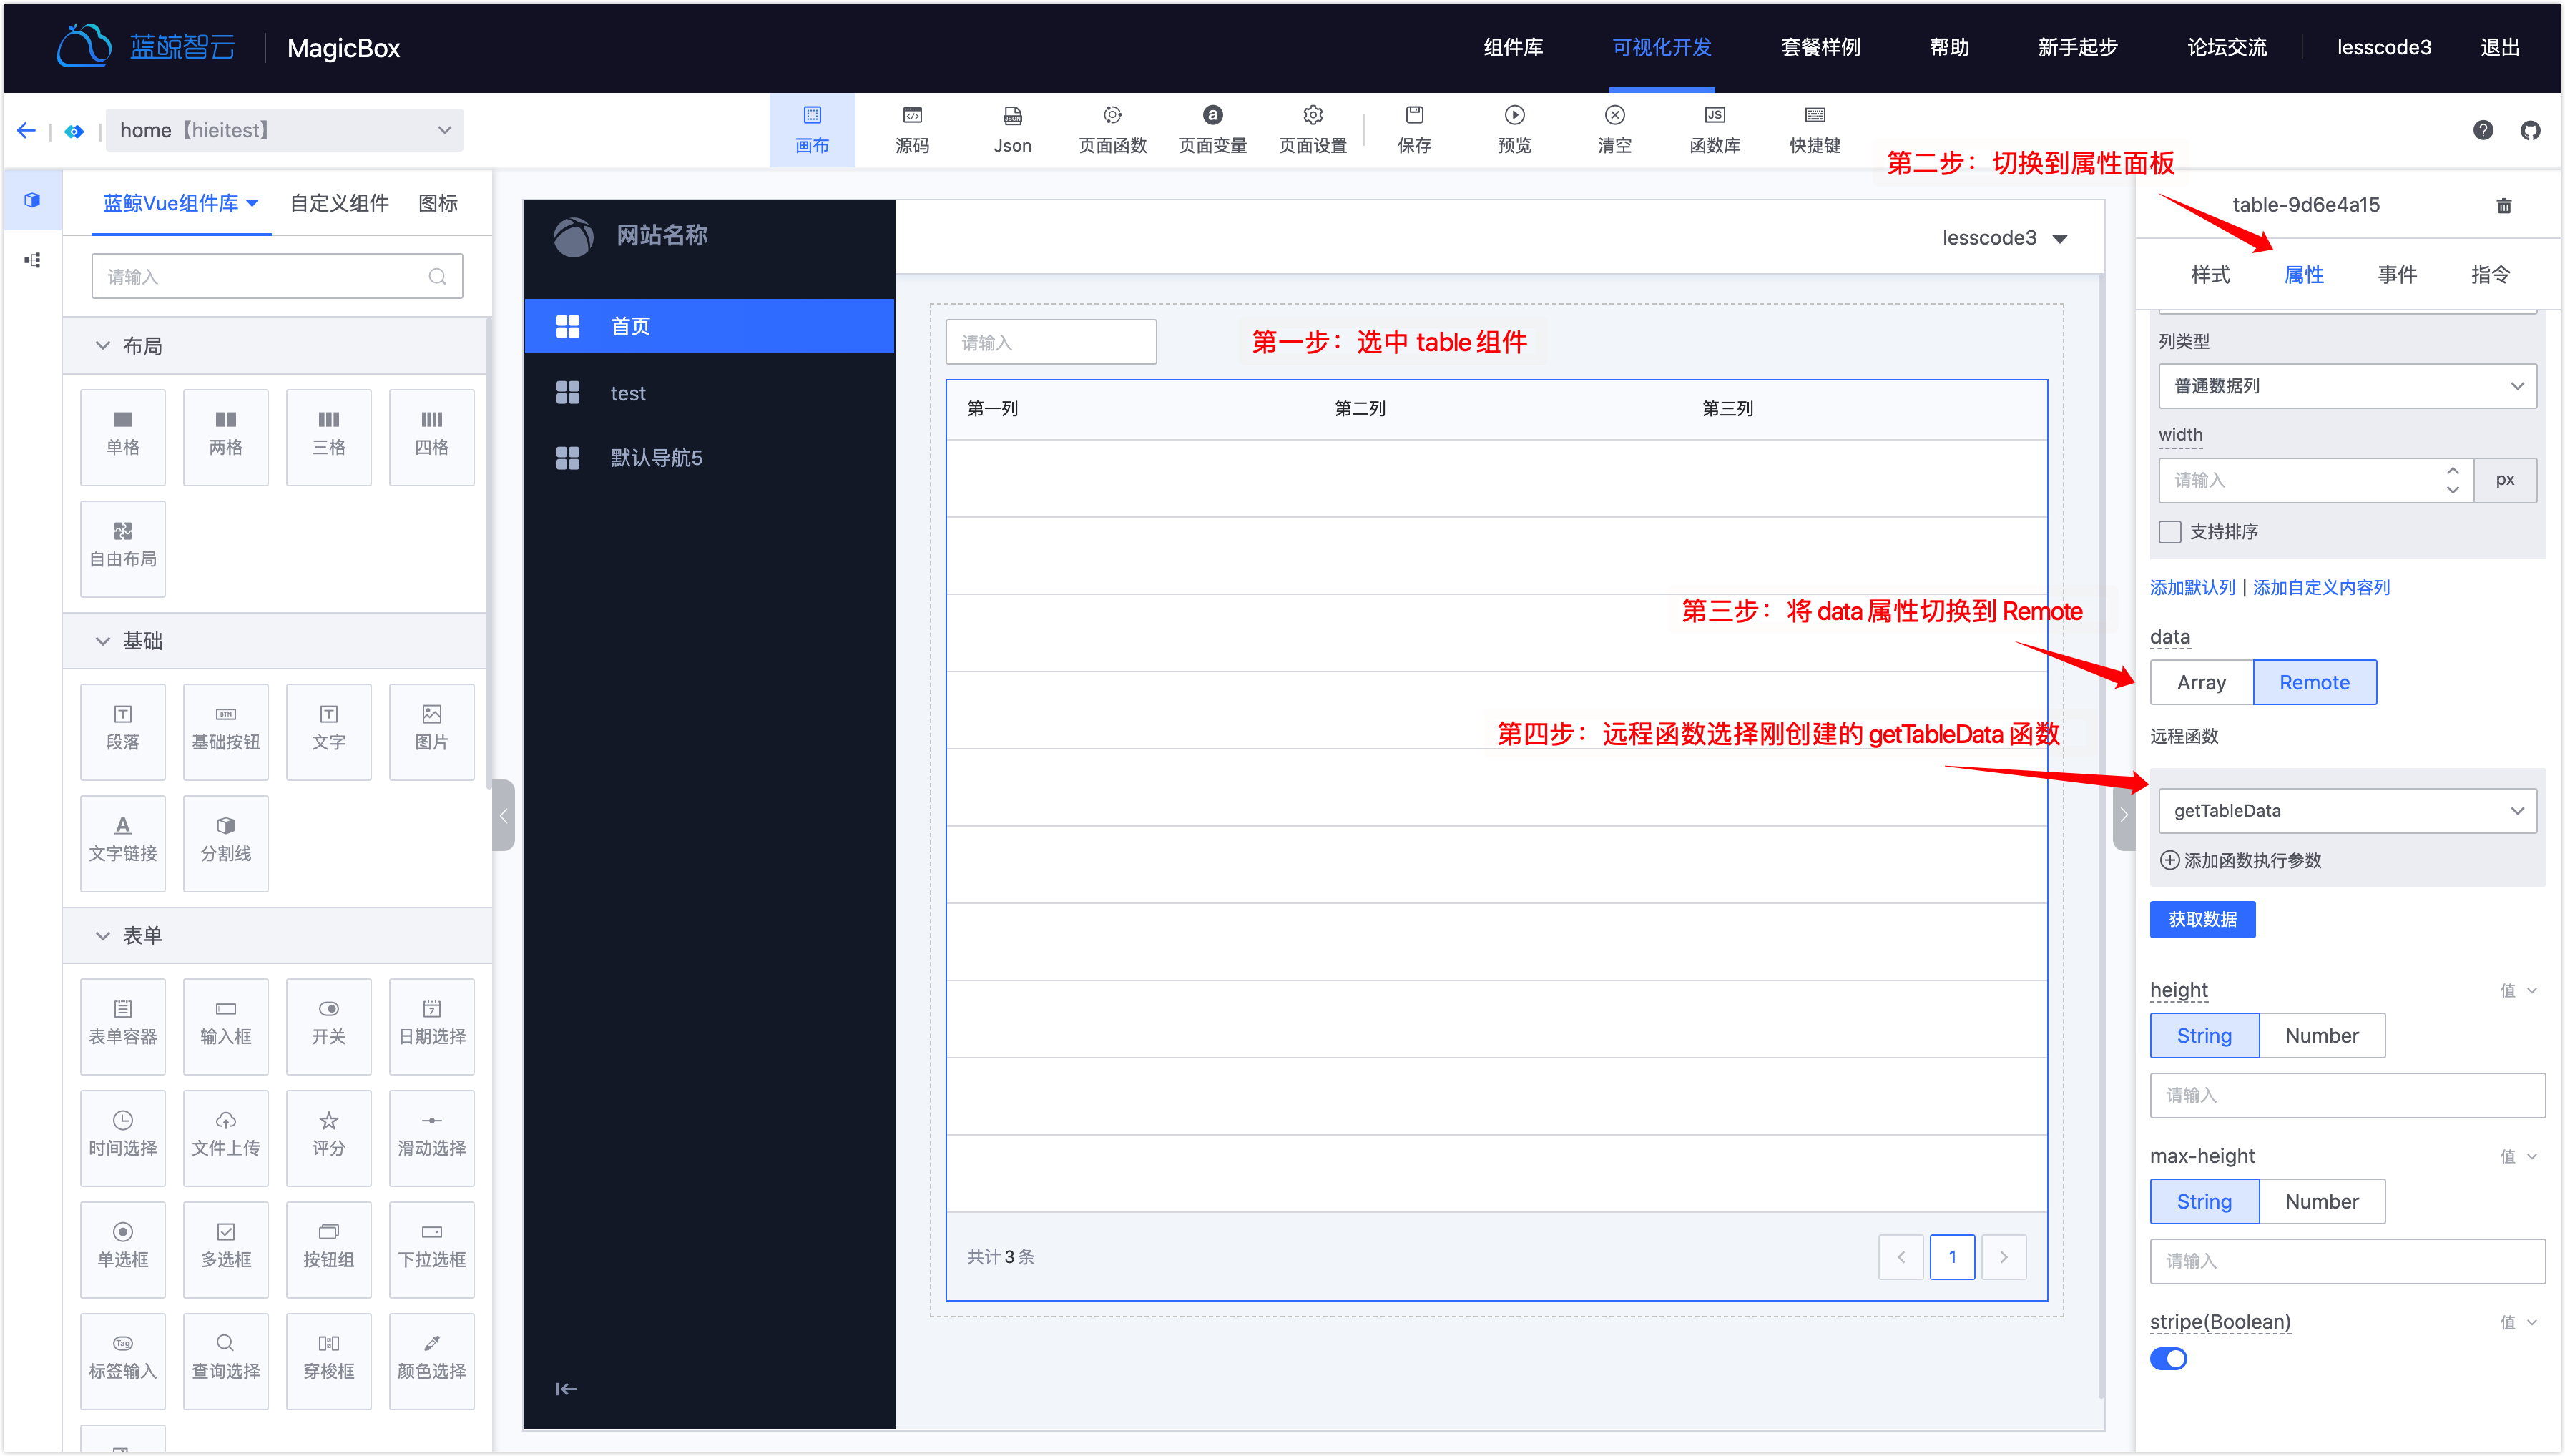 蓝鲸智云
MagicBox
组件库
可视化开发
套餐样例
帮助
新手起步
论坛交流
lesscode3
退出
home【hieitest】
画布
源码
Json
页面函数
页面变量
页面设置
保存
预览
清空
函数库
快捷键
第二步：切换到属性面板
蓝鲸Vue组件库
自定义组件
图标
请输入
布局
单格
两格
三格
四格
自由布局
基础
段落
基础按钮
文字
图片
文字链接
分割线
表单
表单容器
输入框
开关
日期选择
时间选择
文件上传
评分
滑动选择
单选框
多选框
按钮组
下拉选框
标签输入
查询选择
穿梭框
颜色选择
网站名称
首页
test
默认导航5
lesscode3
请输入
第一步：选中 table 组件
第一列
第二列
第三列
第三步：将 data 属性切换到 Remote
第四步：远程函数选择刚创建的 getTableData 函数
共计 3 条
1
table-9d6e4a15
样式
属性
事件
指令
列类型
普通数据列
width
请输入
px
支持排序
添加默认列 | 添加自定义内容列
data
Array
Remote
远程函数
getTableData
添加函数执行参数
获取数据
height
值
String
Number
请输入
max-height
值
String
Number
请输入
stripe(Boolean)
值